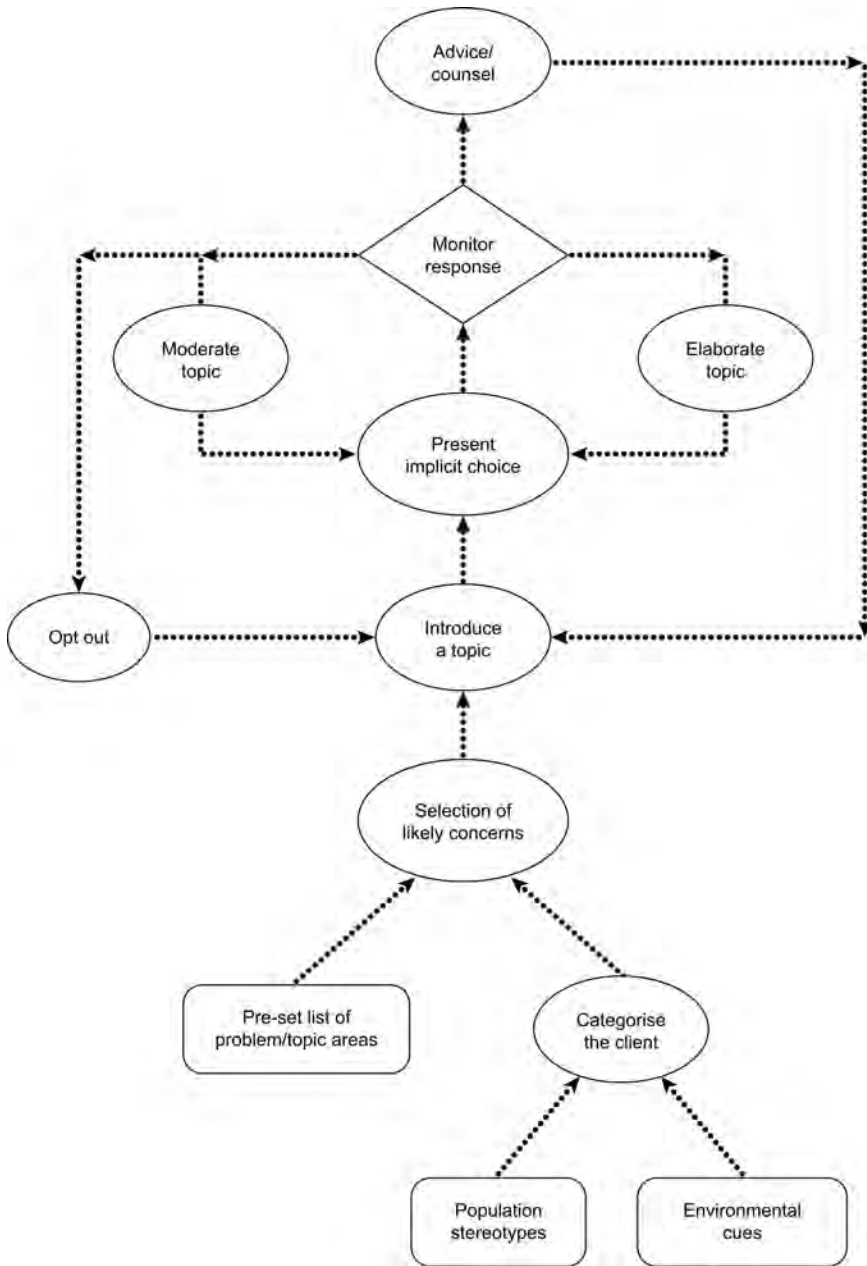 Advice/
counsel
Monitor
response
Moderate
topic
Elaborate
topic
Present
implicit choice
Opt out
Introduce
a topic
Selection of
likely concerns
Pre-set list of
problem/topic areas
Categorise
the client
Population
stereotypes
Environmental
cues